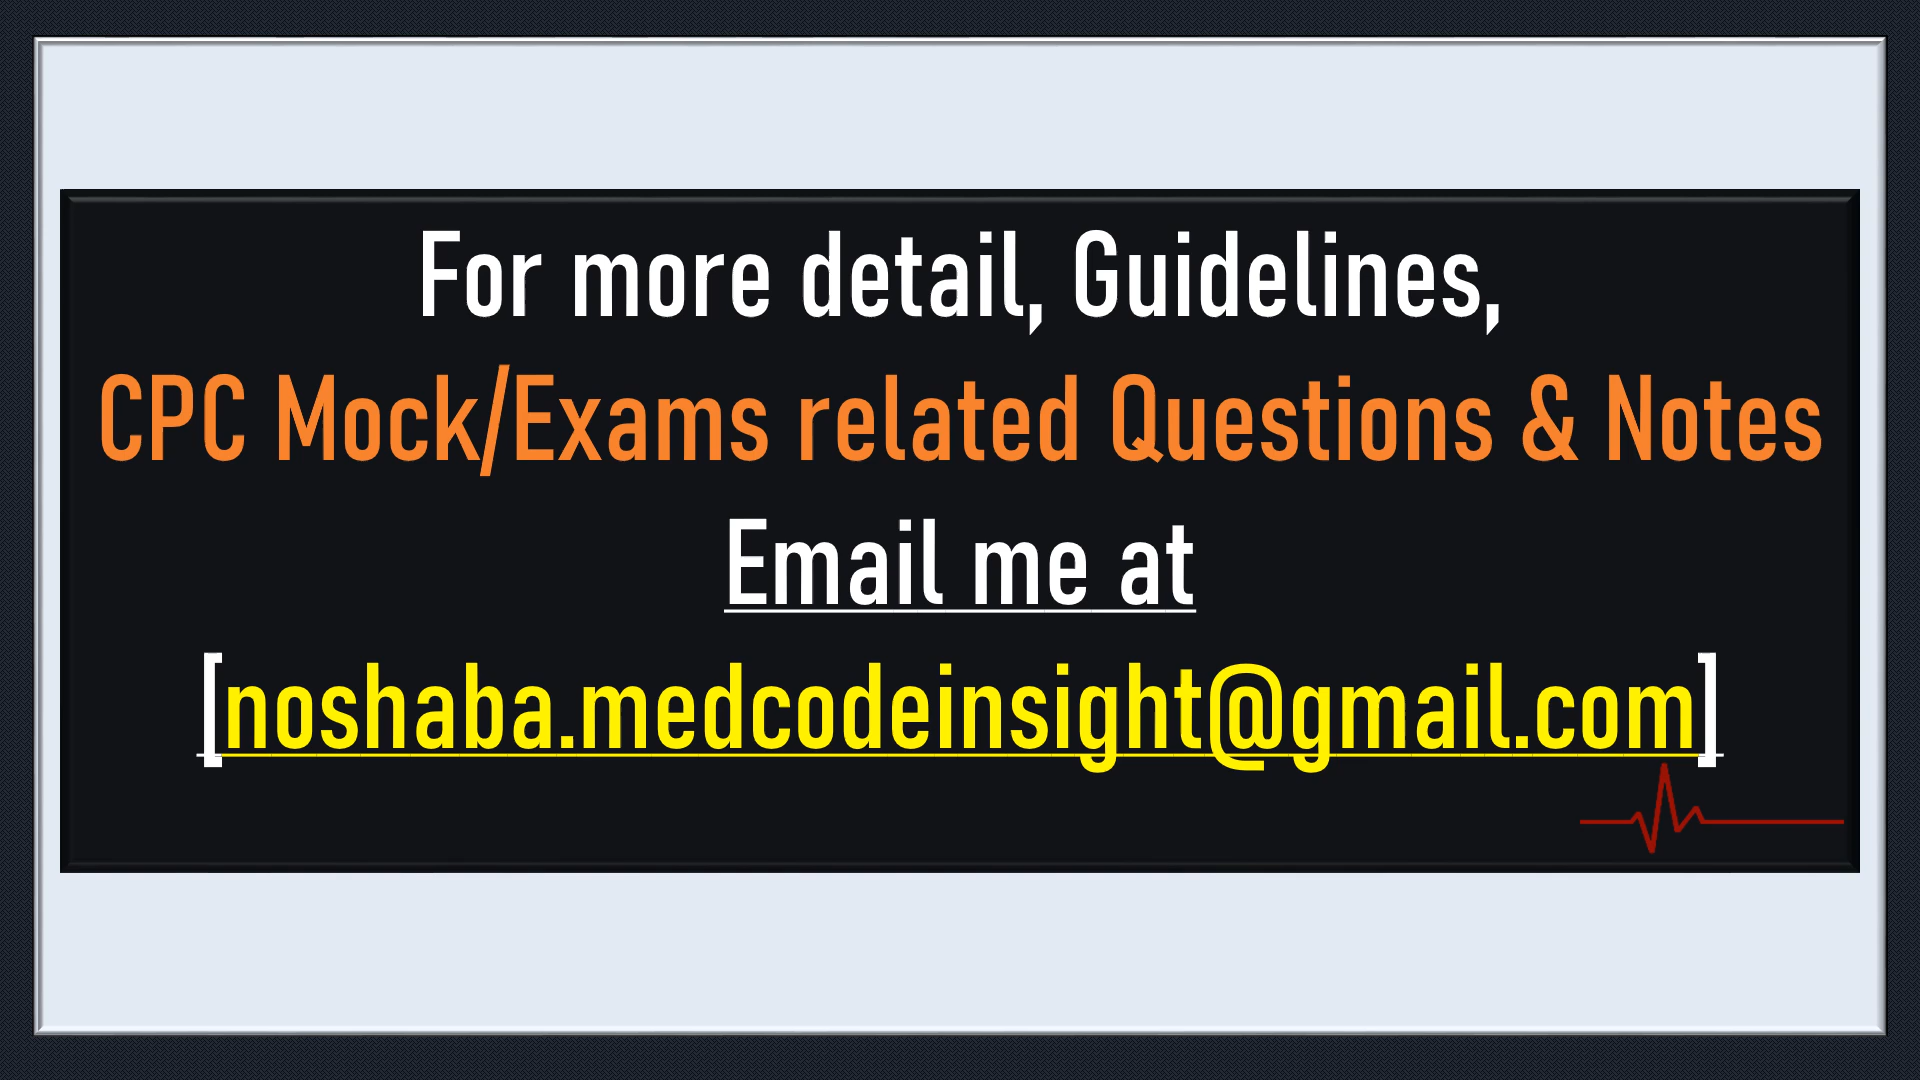 For more detail, Guidelines,
CPC Mock/Exams related Questions & Notes
Email me at
[noshaba.medcodeinsight@gmail.com]